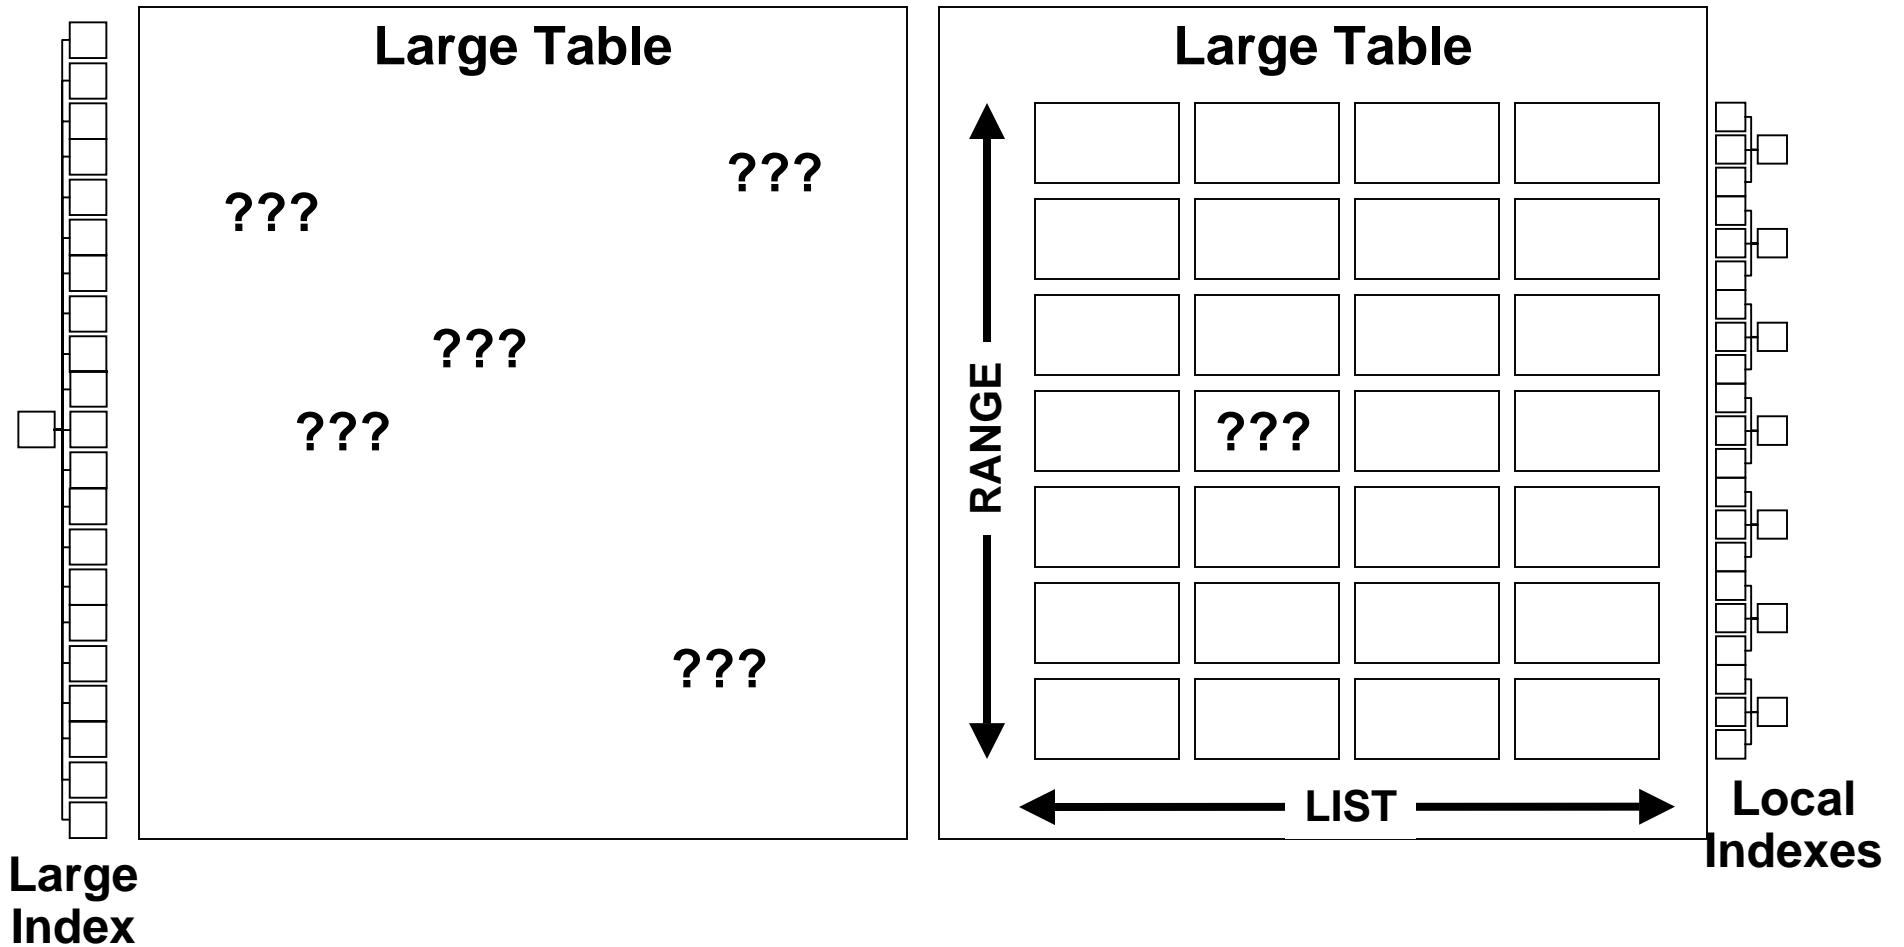 Large Table
???
???
???
???
???
Large
Index
Large Table
RANGE
???
LIST
Local
Indexes